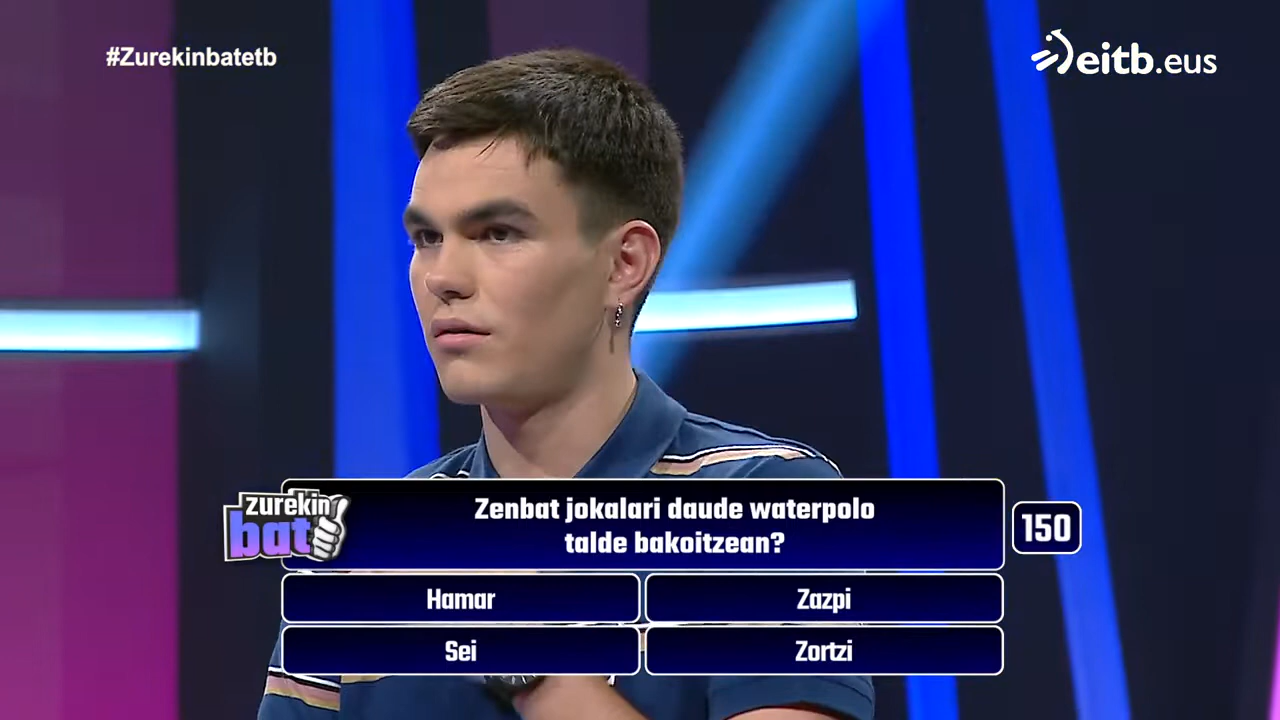 #Zurekinbatetb
eitb.eus
zurekin
bat
Zenbat jokalari daude waterpolo
talde bakoitzean?
150
Hamar
Zazpi
Sei
Zortzi